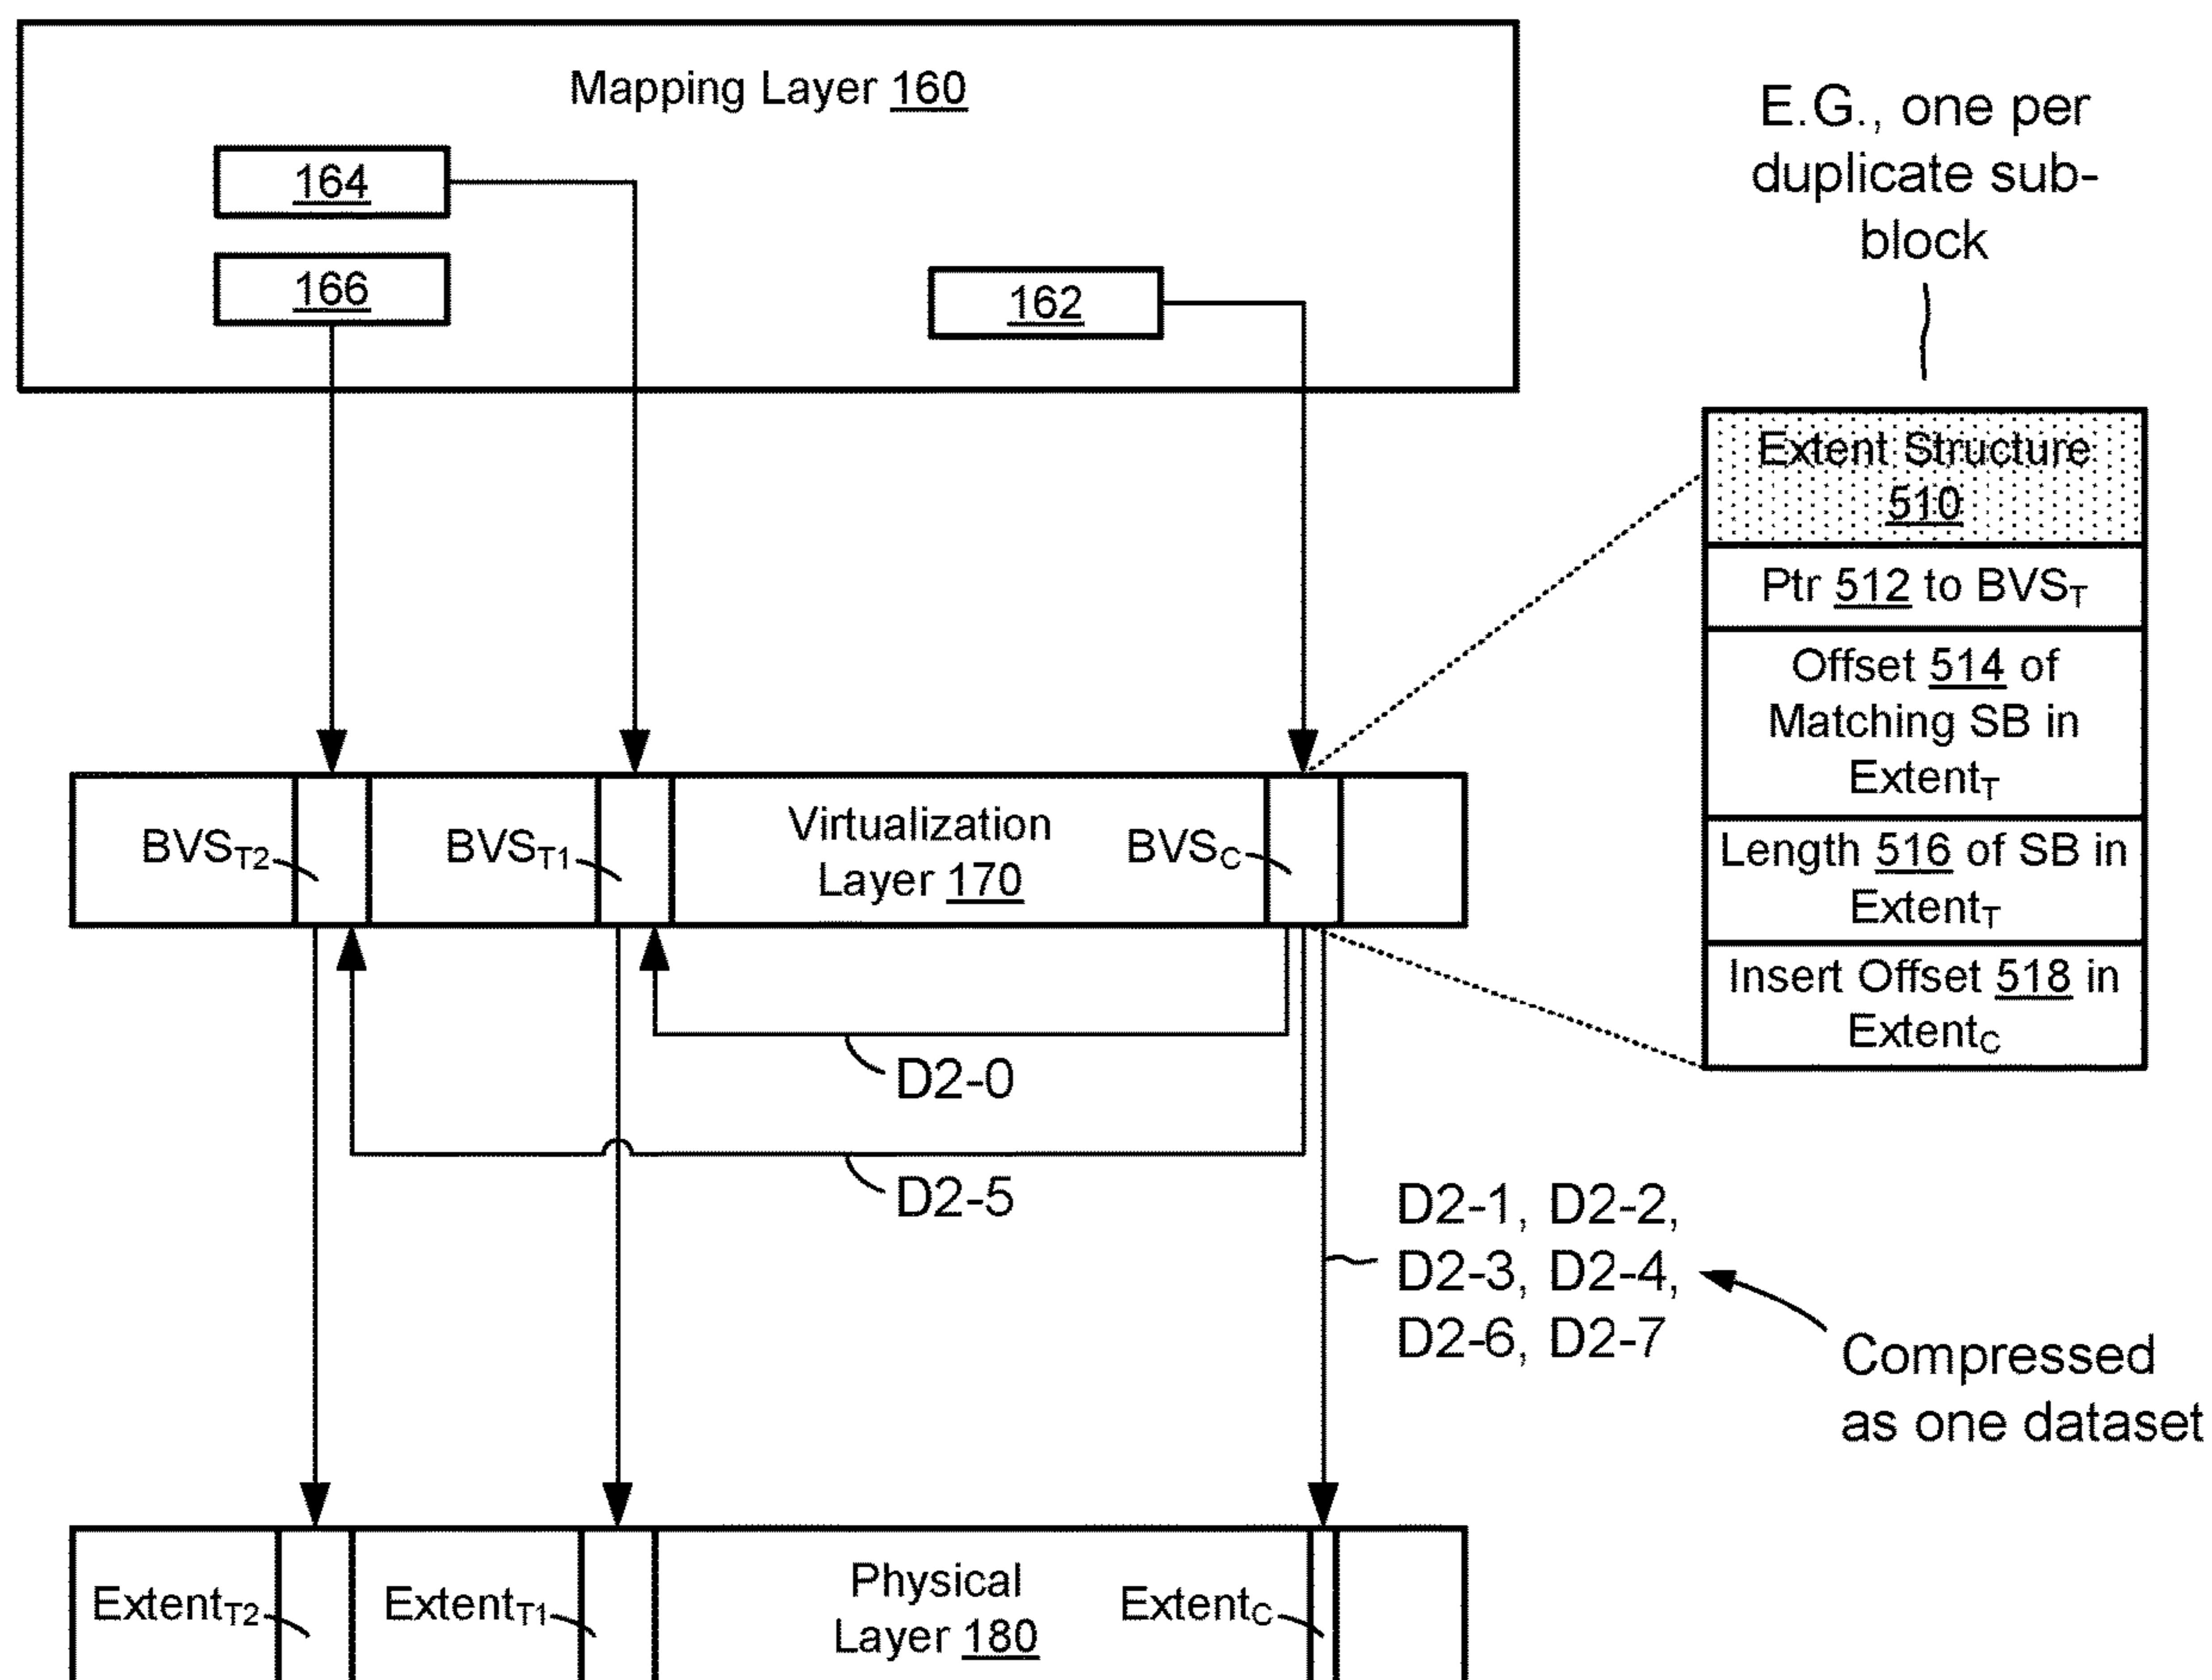 Mapping Layer 160
164
166
162
E.G., one per
duplicate sub-
block
Extent Structure
510
Ptr 512 to BVST
Offset 514 of
Matching SB in
ExtentT
Length 516 of SB in
ExtentT
Insert Offset 518 in
ExtentC
BVST2
BVST1
Virtualization
Layer 170
BVSC
D2-0
D2-5
D2-1, D2-2,
D2-3, D2-4,
D2-6, D2-7
Compressed
as one dataset
ExtentT2
ExtentT1
Physical
Layer 180
ExtentC